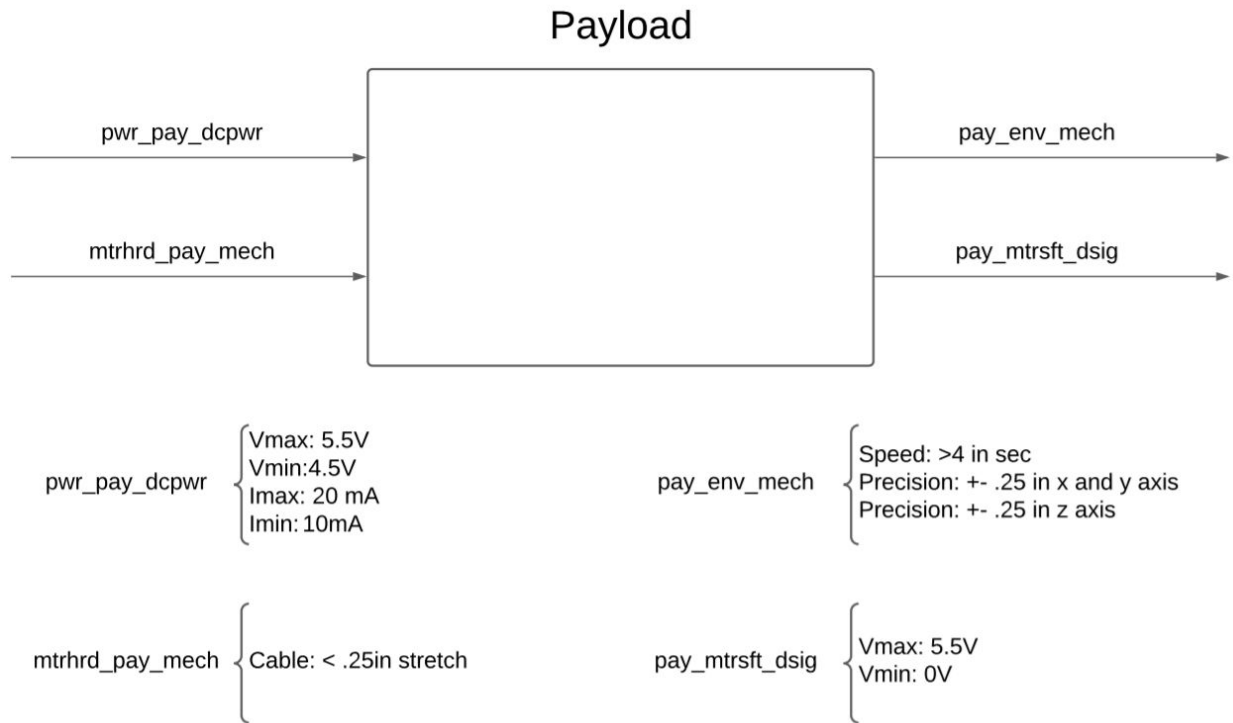 Payload
pwr_pay_dcpwr
pay_env_mech
mtrhrd_pay_mech
pay_mtrsft_dsig
pwr_pay_dcpwr
Vmax: 5.5V
Vmin:4.5V
Imax: 20 mA
Imin: 10mA
pay_env_mech
Speed: >4 in sec
Precision: +- .25 in x and y axis
Precision: +- .25 in z axis
mtrhrd_pay_mech
Cable: < .25in stretch
pay_mtrsft_dsig
Vmax: 5.5V
Vmin: 0V